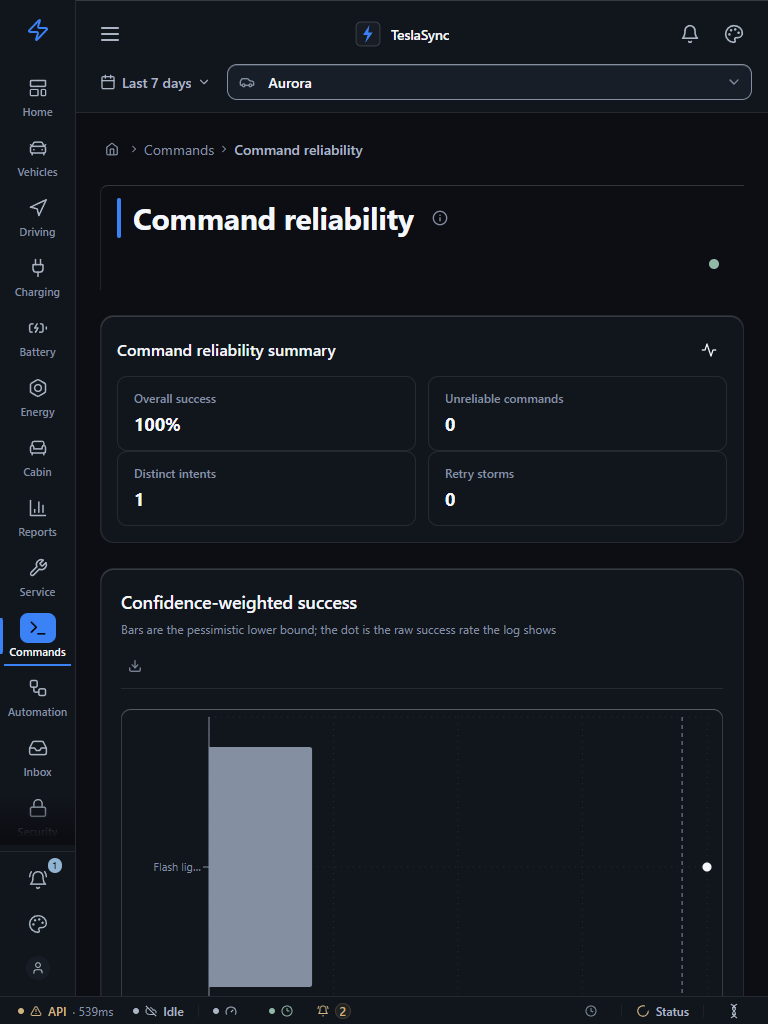 TeslaSync
Last 7 days
Aurora
Home
Vehicles
Driving
Charging
Battery
Energy
Cabin
Reports
Service
Commands
Automation
Inbox
Security
1
Commands
Command reliability
Command reliability
Command reliability summary
Overall success
100%
Unreliable commands
0
Distinct intents
1
Retry storms
0
Confidence-weighted success
Bars are the pessimistic lower bound; the dot is the raw success rate the log shows
Flash lig...
API · 539ms
Idle
2
Status